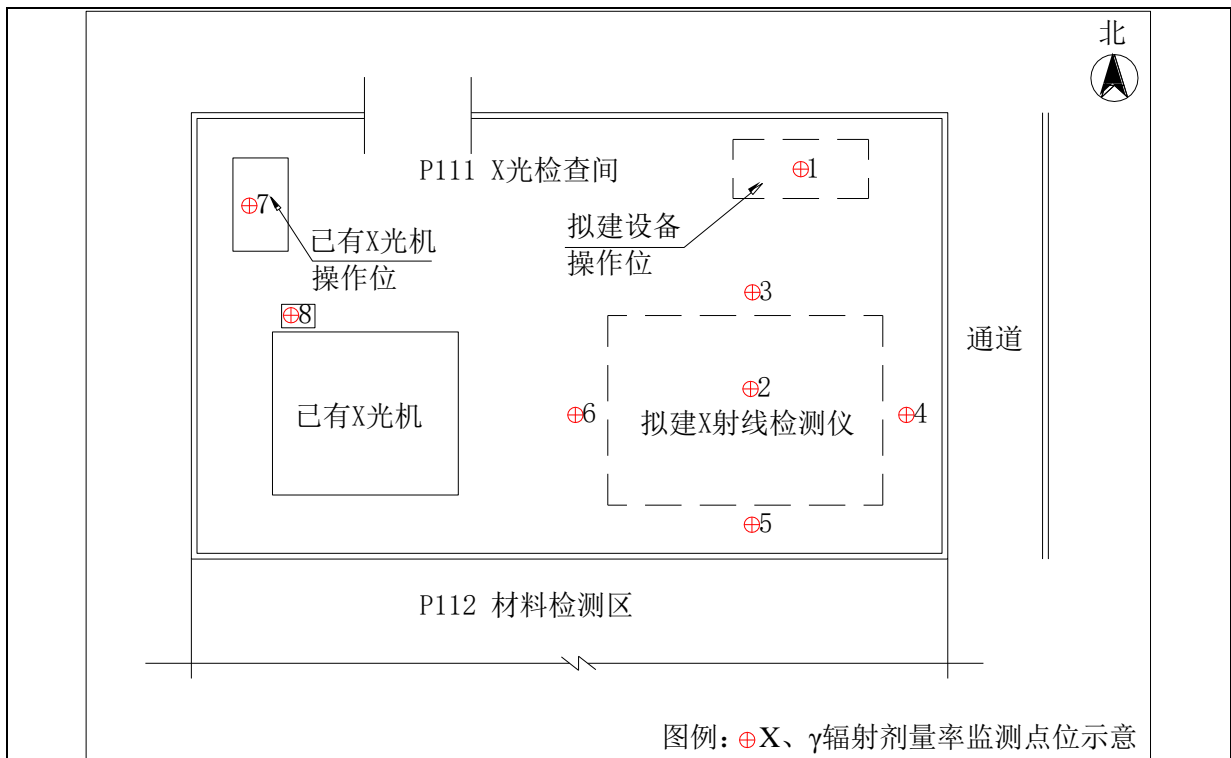 北
P111 X光检查间
⊕1
⊕7
已有X光机
操作位
拟建设备
操作位
⊕3
⊕8
通道
⊕2
已有X光机
⊕6
拟建X射线检测仪
⊕4
⊕5
P112 材料检测区
图例：⊕X、γ辐射剂量率监测点位示意